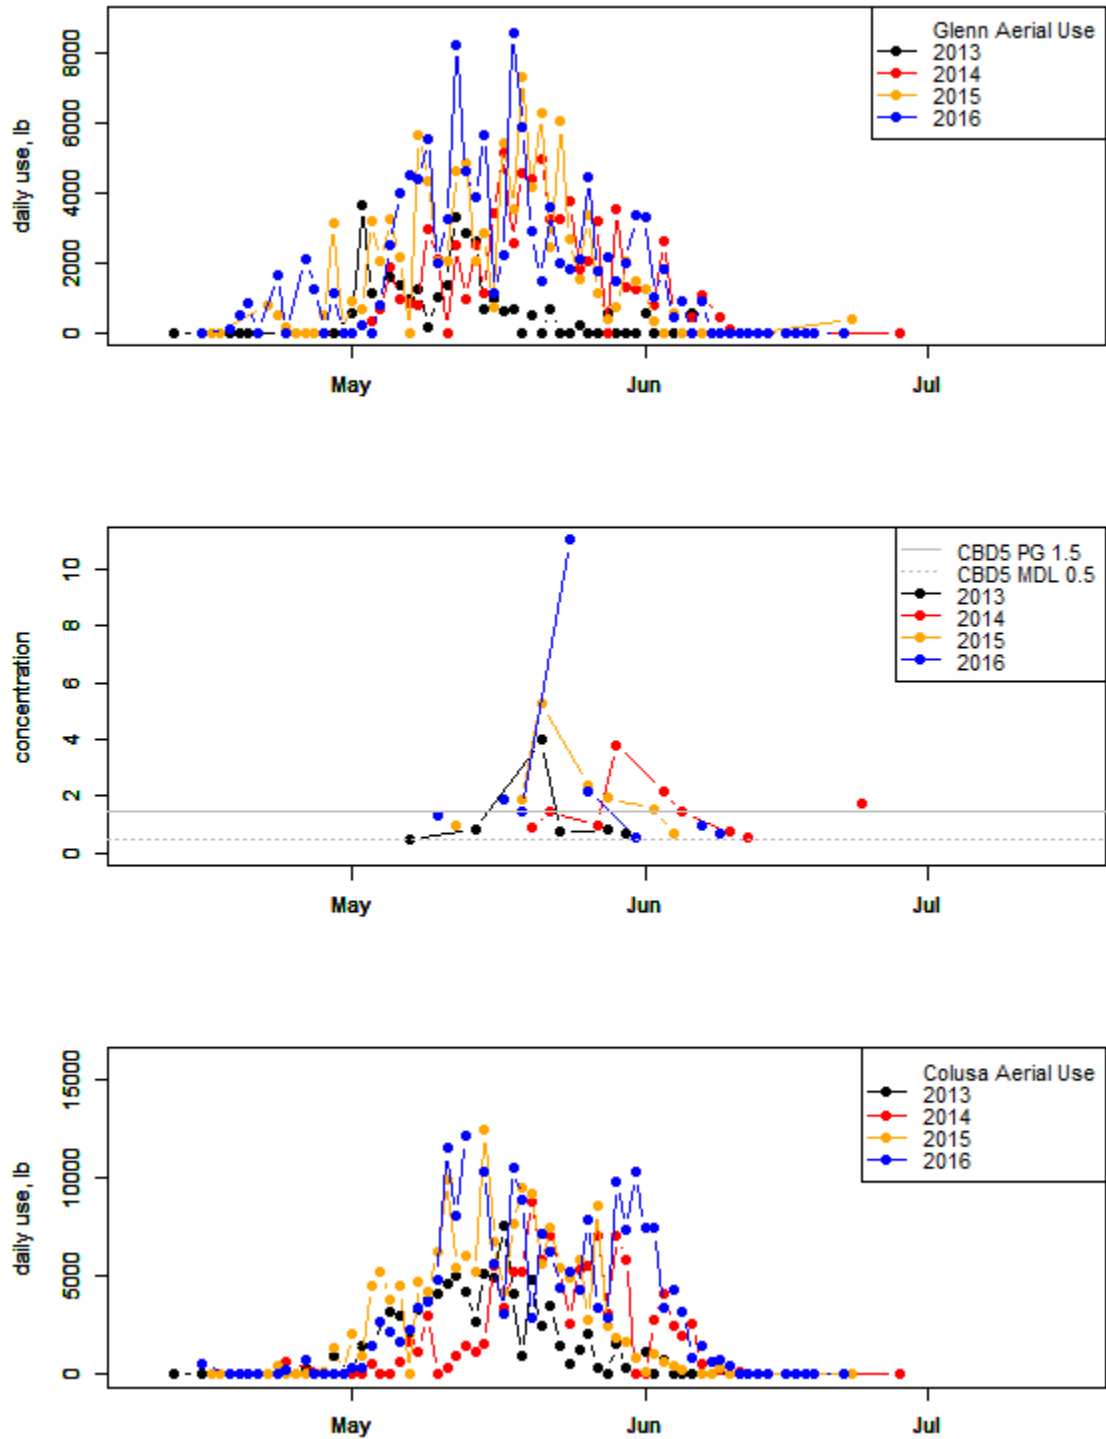 Glenn Aerial Use
2013
2014
2015
2016
daily use, lb
8000
6000
4000
2000
0
May
Jun
Jul
CBD5 PG 1.5
CBD5 MDL 0.5
2013
2014
2015
2016
concentration
10
8
6
4
2
0
May
Jun
Jul
Colusa Aerial Use
2013
2014
2015
2016
daily use, lb
15000
10000
5000
0
May
Jun
Jul